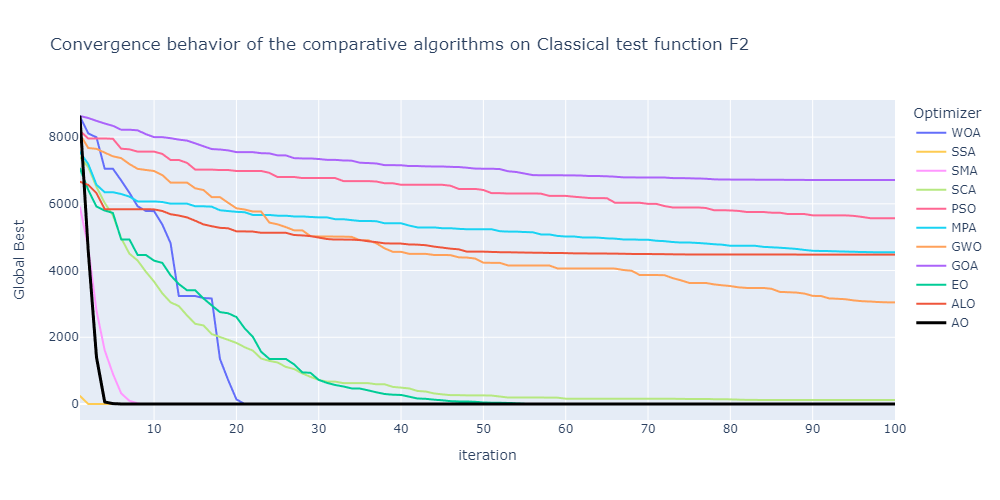 Convergence behavior of the comparative algorithms on Classical test function F2
Optimizer
WOA
SSA
SMA
SCA
PSO
MPA
GWO
GOA
EO
ALO
AO
Global Best
8000
6000
4000
2000
0
10 20 30 40 50 60 70 80 90 100
iteration